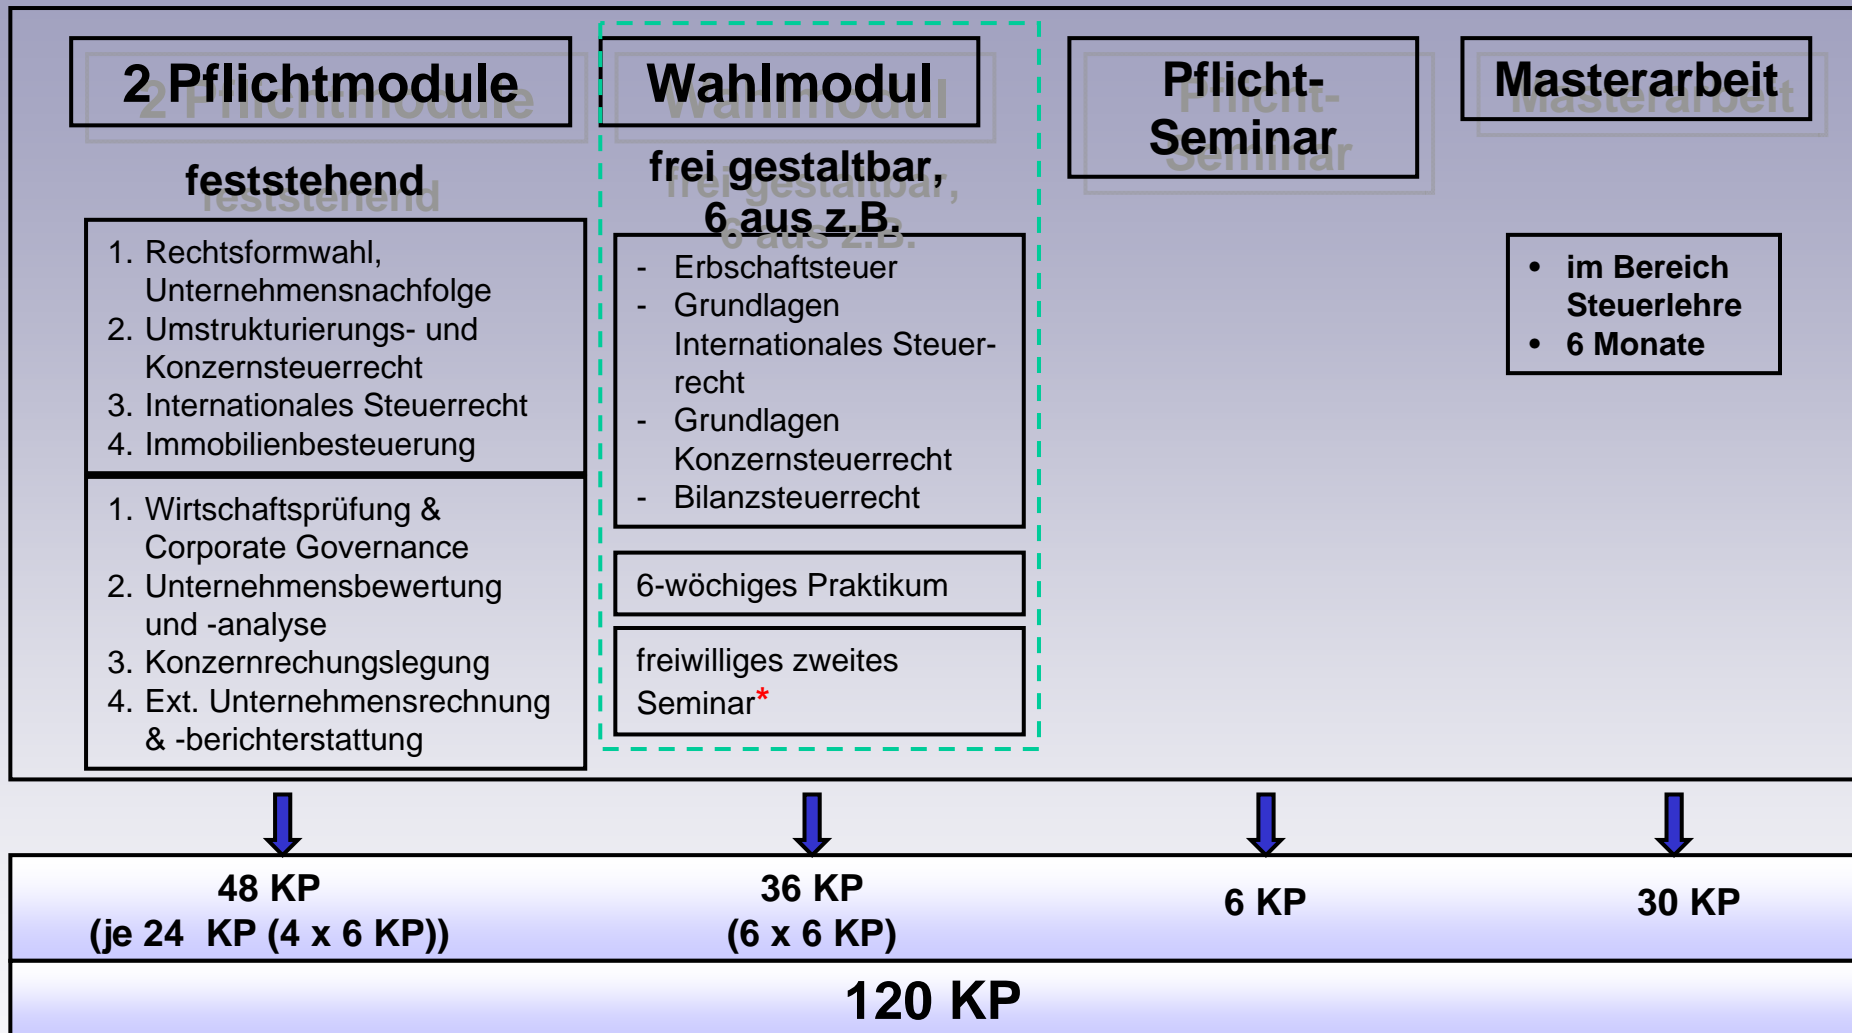 2 Pflichtmodule
feststehend
1. Rechtsformwahl,
Unternehmensnachfolge
2. Umstrukturierungs- und
Konzernsteuerrecht
3. Internationales Steuerrecht
4. Immobilienbesteuerung
1. Wirtschaftsprüfung &
Corporate Governance
2. Unternehmensbewertung
und -analyse
3. Konzernrechungslegung
4. Ext. Unternehmensrechnung
& -berichterstattung
Wahlmodul
frei gestaltbar,
6 aus z.B.
- Erbschaftsteuer
- Grundlagen
Internationales Steuer-
recht
- Grundlagen
Konzernsteuerrecht
- Bilanzsteuerrecht
6-wöchiges Praktikum
freiwilliges zweites
Seminar*
Pflicht-
Seminar
Masterarbeit
• im Bereich
Steuerlehre
• 6 Monate
48 KP
(je 24 KP (4 x 6 KP))
36 KP
(6 x 6 KP)
6 KP
30 KP
120 KP